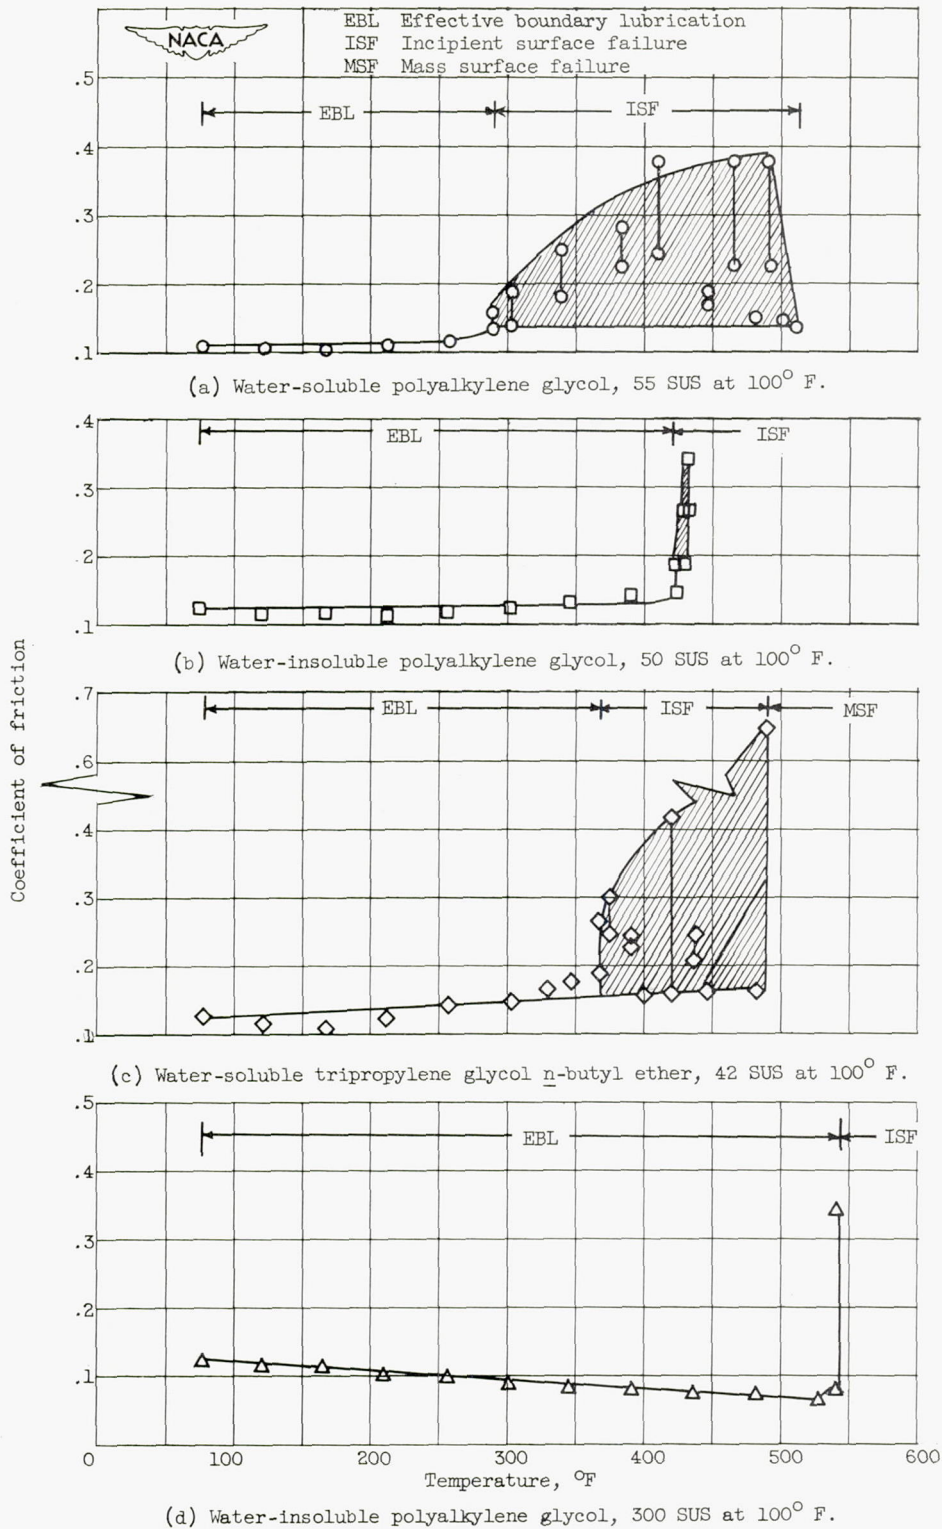 NACA
EBL Effective boundary lubrication
ISF Incipient surface failure
MSF Mass surface failure
.5
EBL
ISF
.4
.3
.2
.1
(a) Water-soluble polyalkylene glycol, 55 SUS at 100° F.
.4
EBL
ISF
.3
.2
.1
(b) Water-insoluble polyalkylene glycol, 50 SUS at 100° F.
Coefficient of friction
.7
EBL
ISF
MSF
.6
.4
.3
.2
.1
(c) Water-soluble tripropylene glycol n-butyl ether, 42 SUS at 100° F.
.5
EBL
ISF
.4
.3
.2
.1
0 100 200 300 400 500 600
Temperature, °F
(d) Water-insoluble polyalkylene glycol, 300 SUS at 100° F.